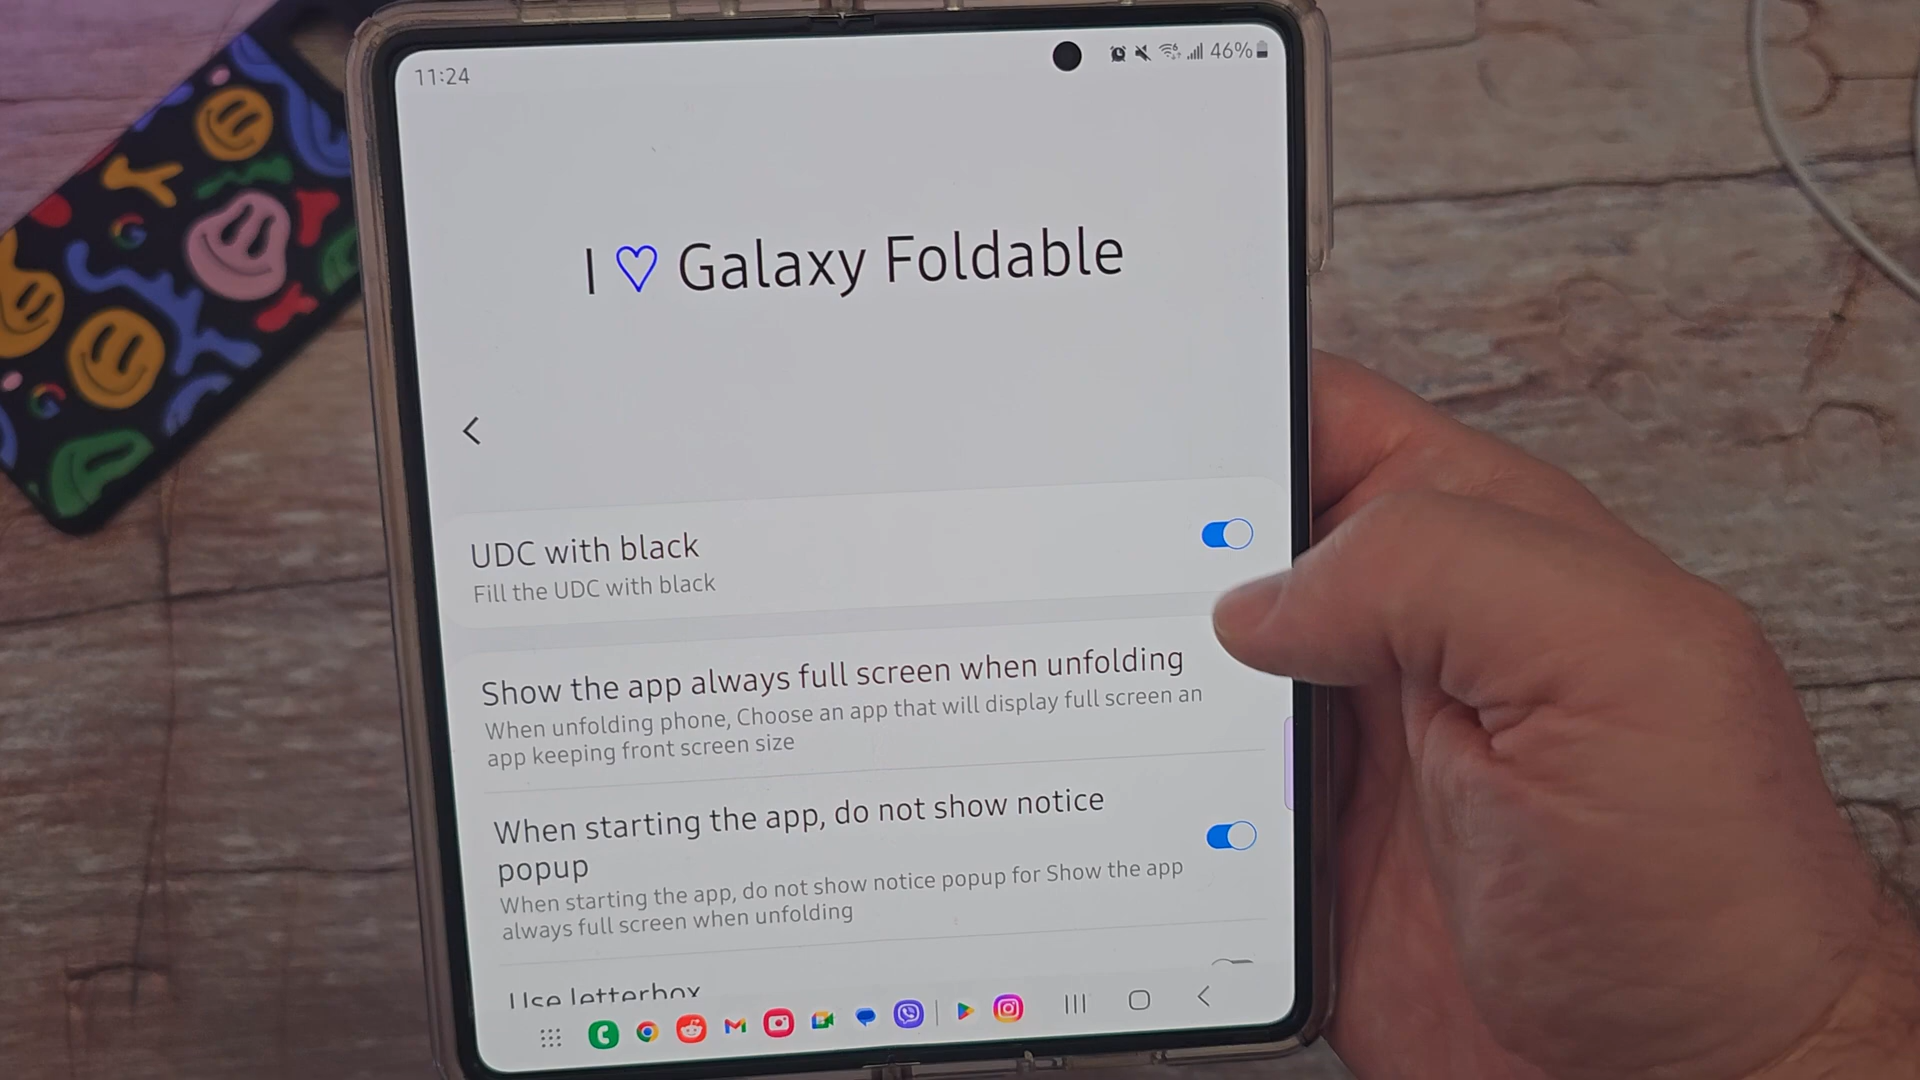 11:24
46%
I ♡ Galaxy Foldable
UDC with black
Fill the UDC with black
Show the app always full screen when unfolding
When unfolding phone, Choose an app that will display full screen an
app keeping front screen size
When starting the app, do not show notice
popup
When starting the app, do not show notice popup for Show the app
always full screen when unfolding
Use letterbox